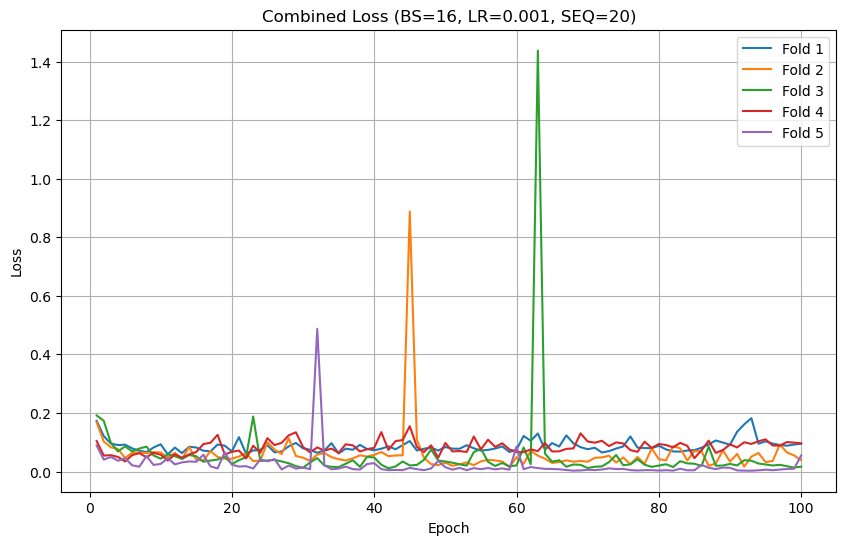 Combined Loss (BS=16, LR=0.001, SEQ=20)
Fold 1
Fold 2
Fold 3
Fold 4
Fold 5
Loss
1.4
1.2
1.0
0.8
0.6
0.4
0.2
0.0
0 20 40 60 80 100
Epoch